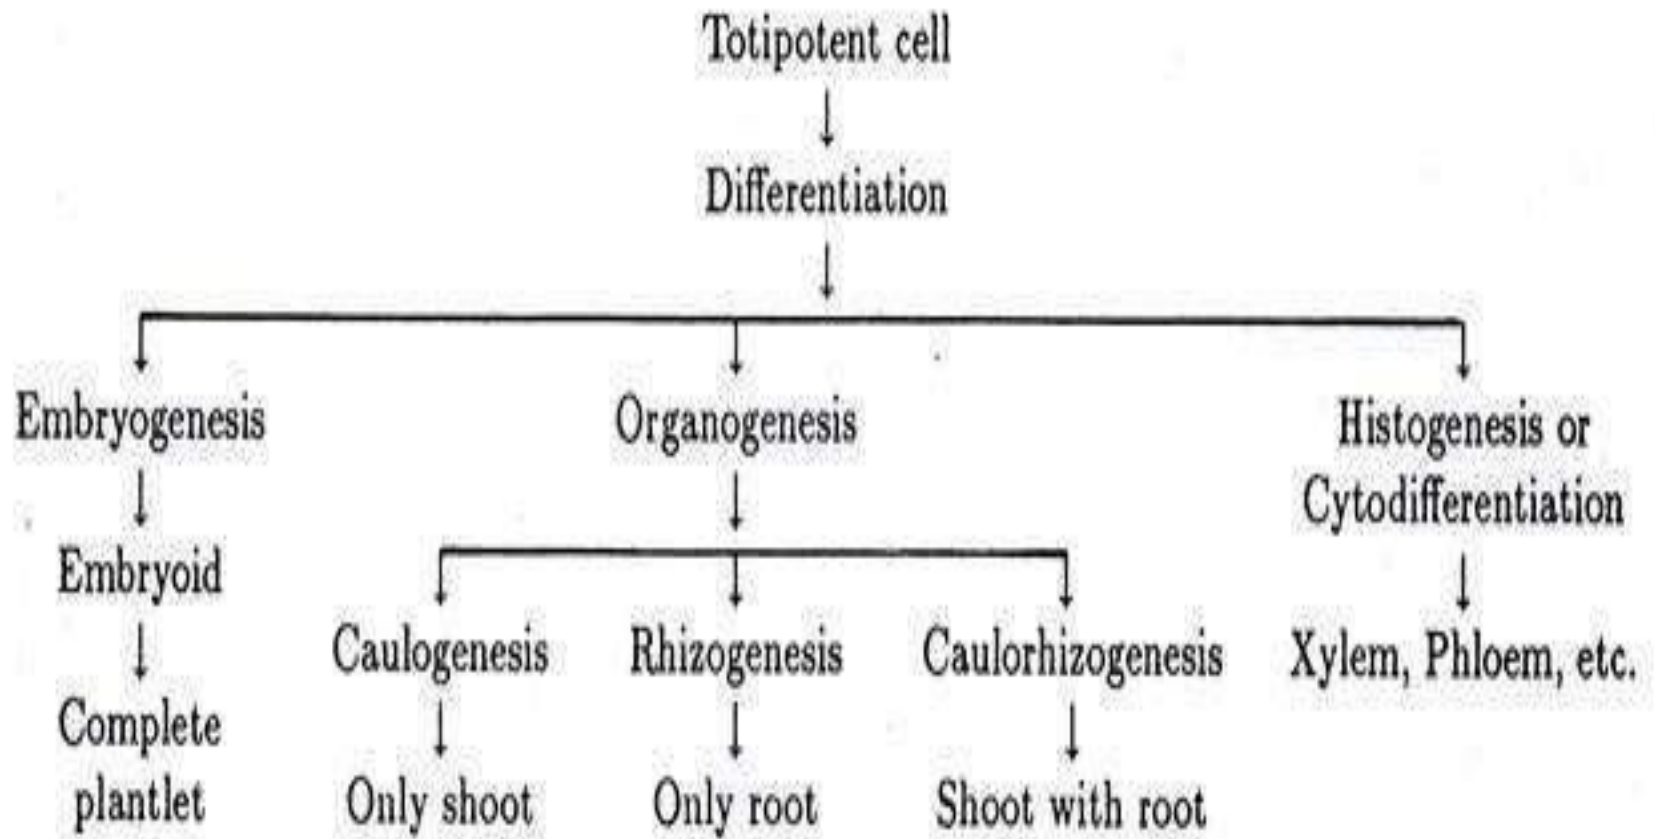 Totipotent cell
Differentiation
Embryogenesis
Organogenesis
Histogenesis or
Cytodifferentiation
Embryoid
Caulogenesis
Rhizogenesis
Caulorhizogenesis
Xylem, Phloem, etc.
Complete
plantlet
Only shoot
Only root
Shoot with root